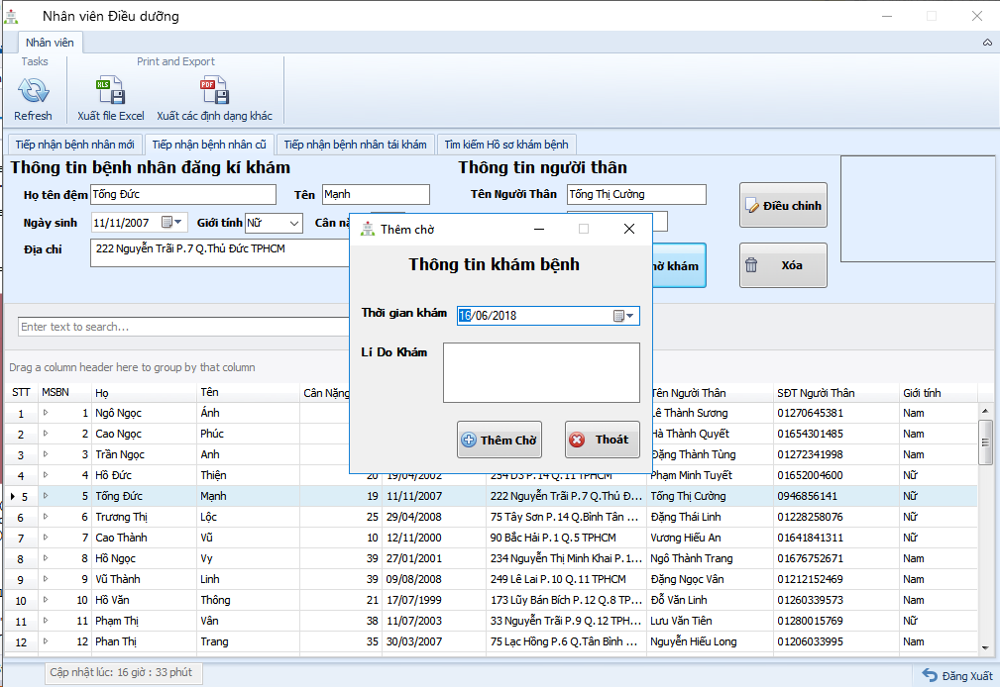 Nhân viên Điều dưỡng
Nhân viên
Tasks
Print and Export
XLS
PDF
Refresh
Xuất file Excel
Xuất các định dạng khác
Tiếp nhận bệnh nhân mới
Tiếp nhận bệnh nhân cũ
Tiếp nhận bệnh nhân tái khám
Tìm kiếm Hồ sơ khám bệnh
Thông tin bệnh nhân đăng kí khám
Thông tin người thân
Họ tên đệm Tống Đức Tên Mạnh
Tên Người Thân Tống Thị Cường
Điều chỉnh
Ngày sinh 11/11/2007 Giới tính Nữ
Địa chỉ 222 Nguyễn Trãi P.7 Q.Thủ Đức TPHCM
khám
Xóa
Thêm chờ
Thông tin khám bệnh
Thời gian khám 16/06/2018
Lí Do Khám
Thêm Chờ
Thoát
Enter text to search...
Drag a column header here to group by that column
STT MSBN Họ Tên Cân Nặng Tên Người Thân SĐT Người Thân Giới tính
1 1 Ngô Ngọc Ánh Lê Thành Sương 01270645381 Nam
2 2 Cao Ngọc Phúc Hà Thành Quyết 01654301485 Nam
3 3 Trần Ngọc Anh Đặng Thành Tùng 01272341998 Nam
4 4 Hồ Đức Thiện 20 19/04/2002 254 D3 P.14 Q.11 TPHCM Phạm Minh Tuyết 01652004600 Nữ
5 5 Tống Đức Mạnh 19 11/11/2007 222 Nguyễn Trãi P.7 Q.Thủ Đ... Tống Thị Cường 0946856141 Nữ
6 6 Trương Thị Lộc 25 29/04/2008 75 Tây Sơn P.14 Q.Bình Tân ... Đặng Thái Linh 01228258076 Nữ
7 7 Cao Thành Vũ 10 12/11/2000 90 Bắc Hải P.1 Q.5 TPHCM Vương Hiếu An 01641841311 Nữ
8 8 Hồ Ngọc Vy 39 27/01/2001 234 Nguyễn Thị Minh Khai P.1... Ngô Thành Trang 01676752671 Nam
9 9 Vũ Thành Linh 39 09/08/2008 249 Lê Lai P.10 Q.11 TPHCM Đặng Ngọc Vân 01212152469 Nam
10 10 Hồ Văn Thông 21 17/07/1999 173 Lũy Bán Bích P.12 Q.8 TP... Đỗ Văn Linh 01260339573 Nam
11 11 Phạm Thị Vân 38 11/07/2003 33 Nguyễn Trãi P.9 Q.12 TPH... Lưu Văn Tiên 01280015769 Nữ
12 12 Phan Thị Trang 35 30/03/2007 75 Lạc Hồng P.6 Q.Tân Bình ... Nguyễn Hiếu Long 01206033995 Nam
Cập nhật lúc: 16 giờ : 33 phút
Đăng Xuất